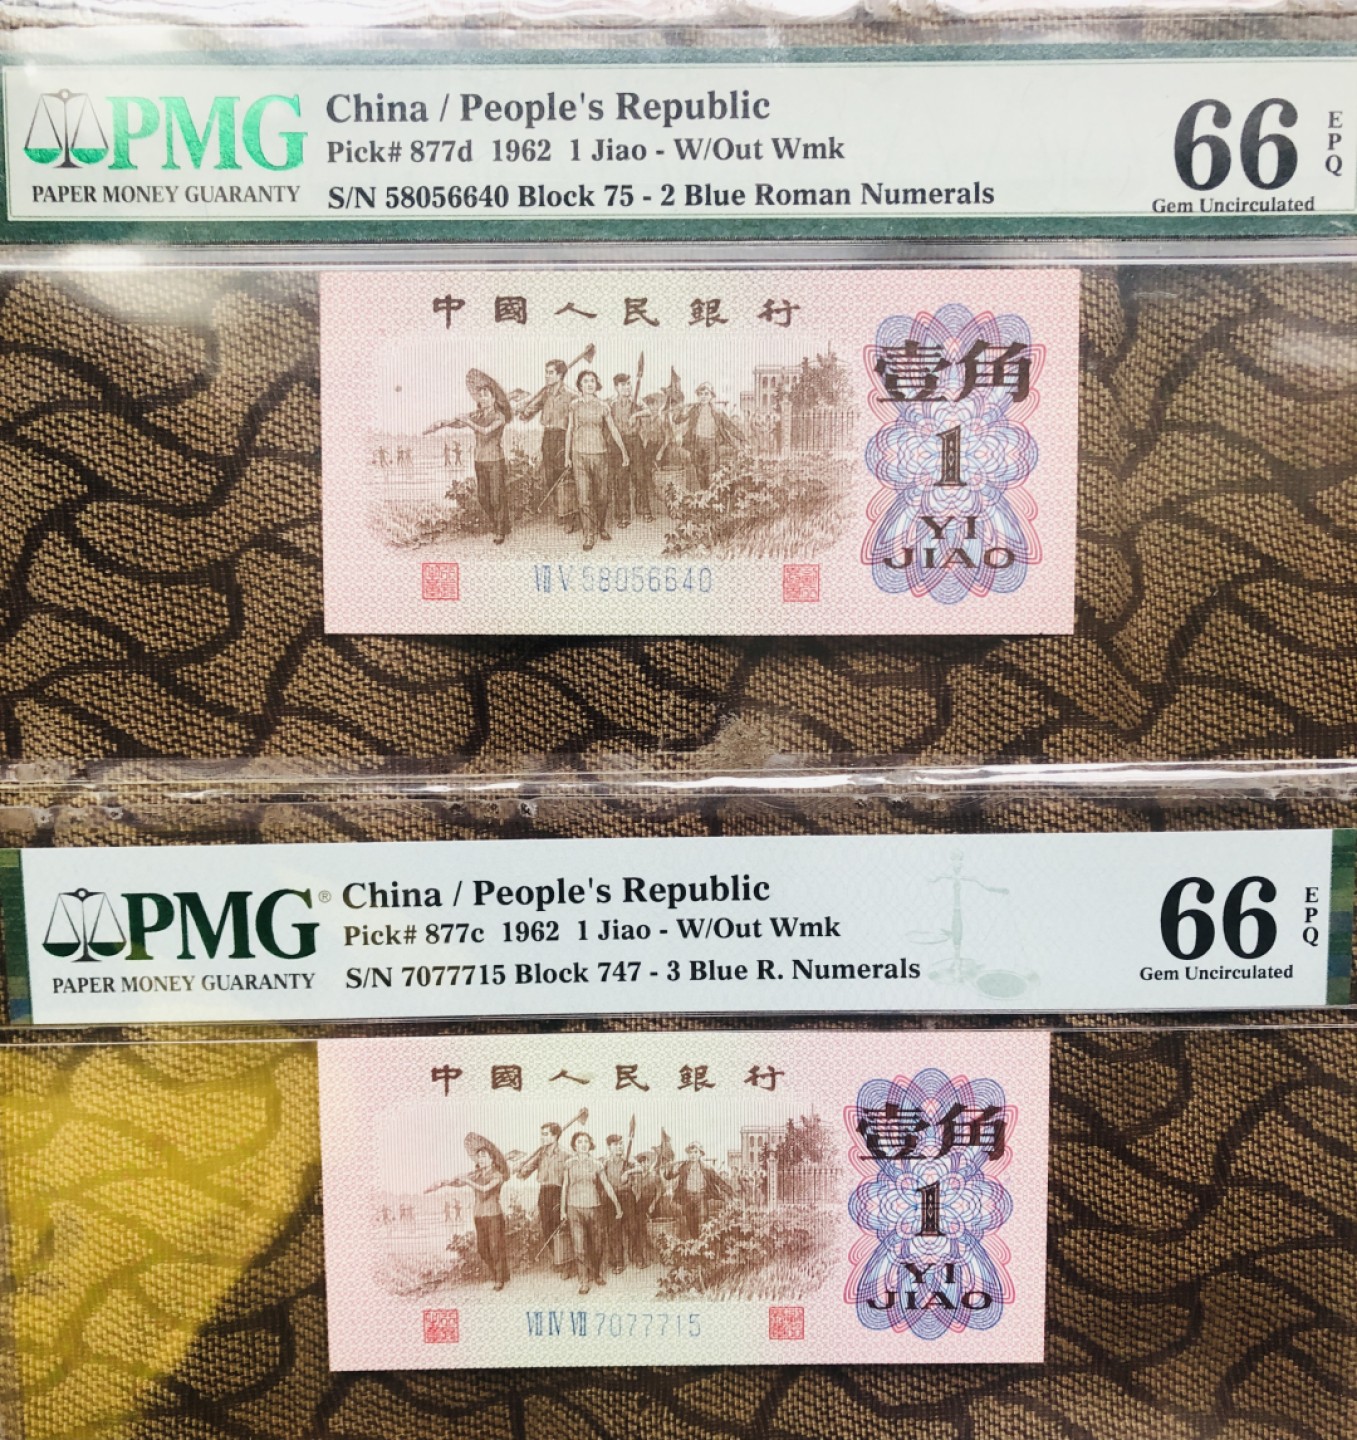 PMG
PAPER MONEY GUARANTY
China / People's Republic
Pick# 877d 1962 1 Jiao - W/Out Wmk
S/N 58056640 Block 75 - 2 Blue Roman Numerals
66
EPQ
Gem Uncirculated
中國人民銀行
壹角
1
YI
JIAO
Ⅶ Ⅴ 58056640
PMG®
PAPER MONEY GUARANTY
China / People's Republic
Pick# 877c 1962 1 Jiao - W/Out Wmk
S/N 7077715 Block 747 - 3 Blue R. Numerals
66
EPQ
Gem Uncirculated
中國人民銀行
壹角
1
YI
JIAO
Ⅶ Ⅳ Ⅶ 7077715